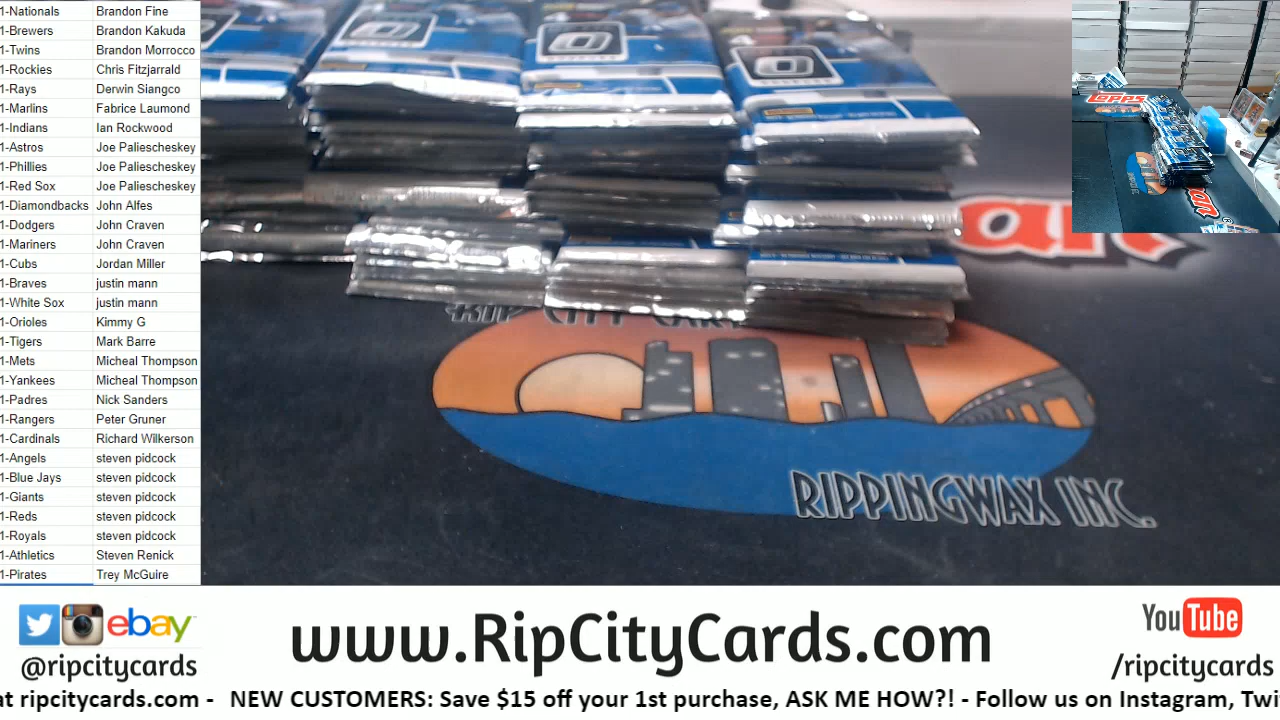 1-Nationals Brandon Fine
1-Brewers Brandon Kakuda
1-Twins Brandon Morrocco
1-Rockies Chris Fitzjarrald
1-Rays Derwin Siangco
1-Marlins Fabrice Laumond
1-Indians Ian Rockwood
1-Astros Joe Paliescheskey
1-Phillies Joe Paliescheskey
1-Red Sox Joe Paliescheskey
1-Diamondbacks John Alfes
1-Dodgers John Craven
1-Mariners John Craven
1-Cubs Jordan Miller
1-Braves justin mann
1-White Sox justin mann
1-Orioles Kimmy G
1-Tigers Mark Barre
1-Mets Micheal Thompson
1-Yankees Micheal Thompson
1-Padres Nick Sanders
1-Rangers Peter Gruner
1-Cardinals Richard Wilkerson
1-Angels steven pidcock
1-Blue Jays steven pidcock
1-Giants steven pidcock
1-Reds steven pidcock
1-Royals steven pidcock
1-Athletics Steven Renick
1-Pirates Trey McGuire
Topps
RIP CITY CAR
RIPPINGWAX INC.
ebay
@ripcitycards
www.RipCityCards.com
YouTube
/ripcitycards
at ripcitycards.com - NEW CUSTOMERS: Save $15 off your 1st purchase, ASK ME HOW?! - Follow us on Instagram, Twi